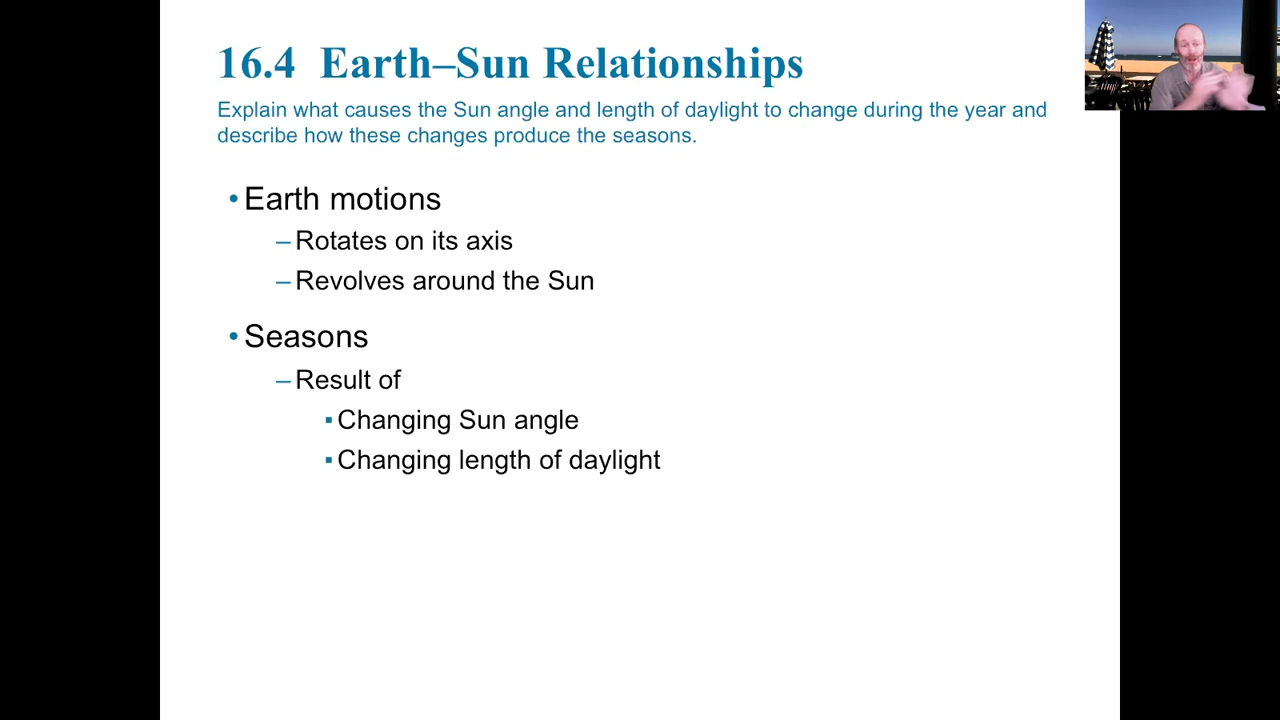 16.4 Earth–Sun Relationships
Explain what causes the Sun angle and length of daylight to change during the year and
describe how these changes produce the seasons.
• Earth motions
– Rotates on its axis
– Revolves around the Sun
• Seasons
– Result of
▪ Changing Sun angle
▪ Changing length of daylight